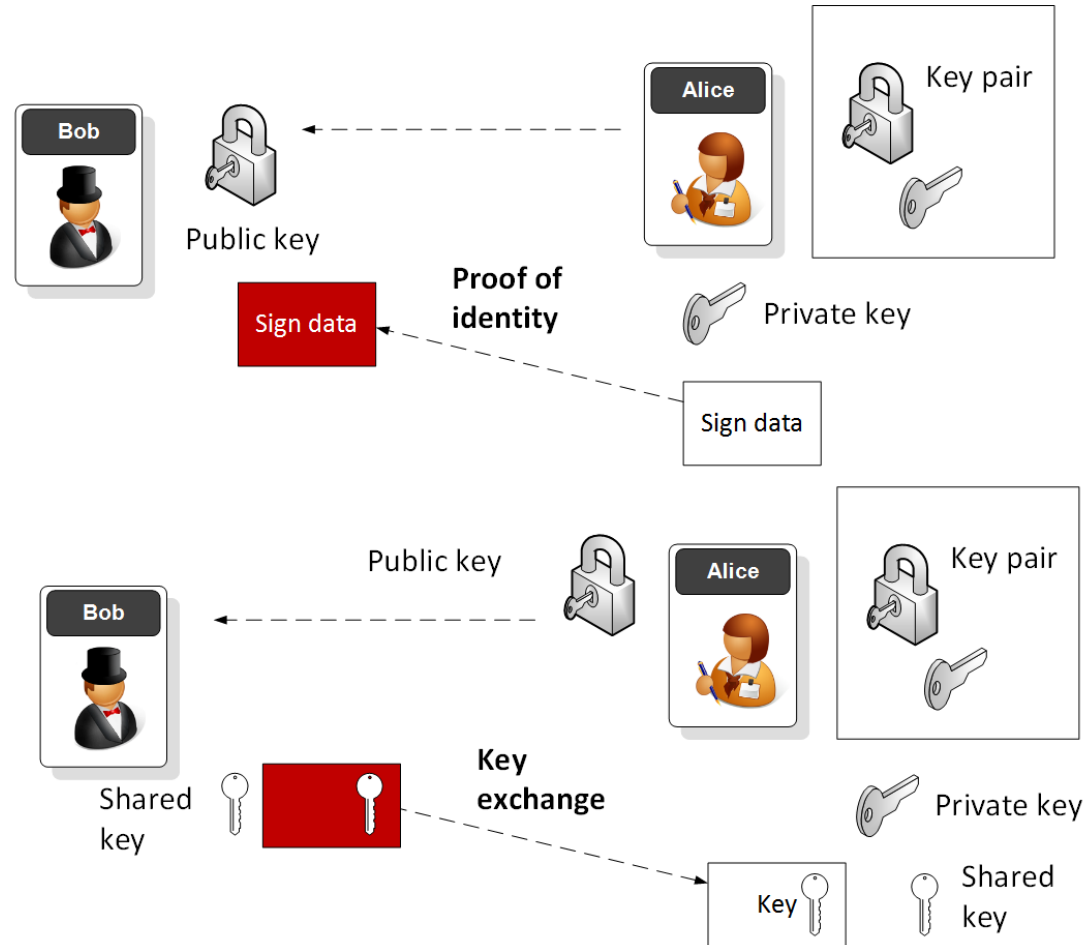 Alice
Key pair
Bob
Public key
Proof of
identity
Sign data
Private key
Sign data
Public key
Alice
Key pair
Bob
Shared
key
Key
exchange
Private key
Key
Shared
key